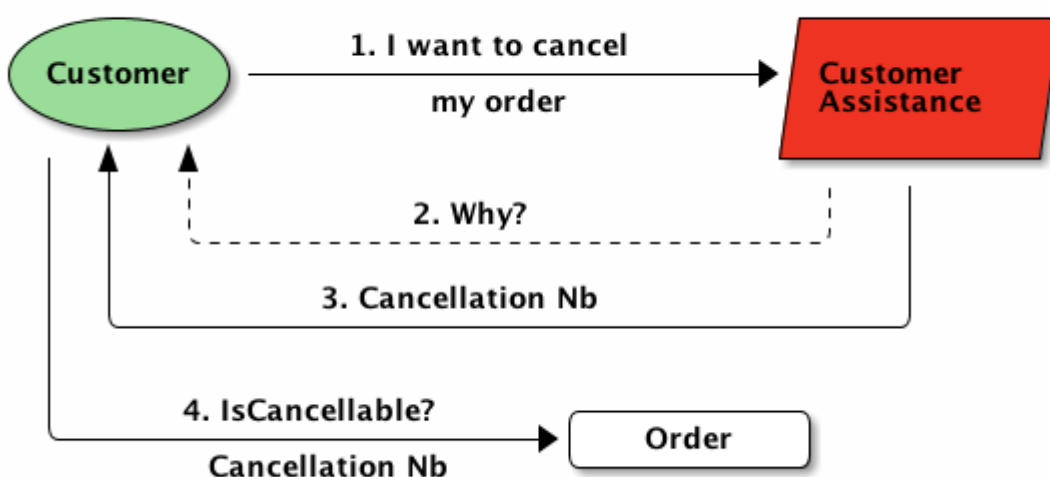 1. I want to cancel
my order
Customer
Customer
Assistance
2. Why?
3. Cancellation Nb
4. IsCancellable?
Cancellation Nb
Order